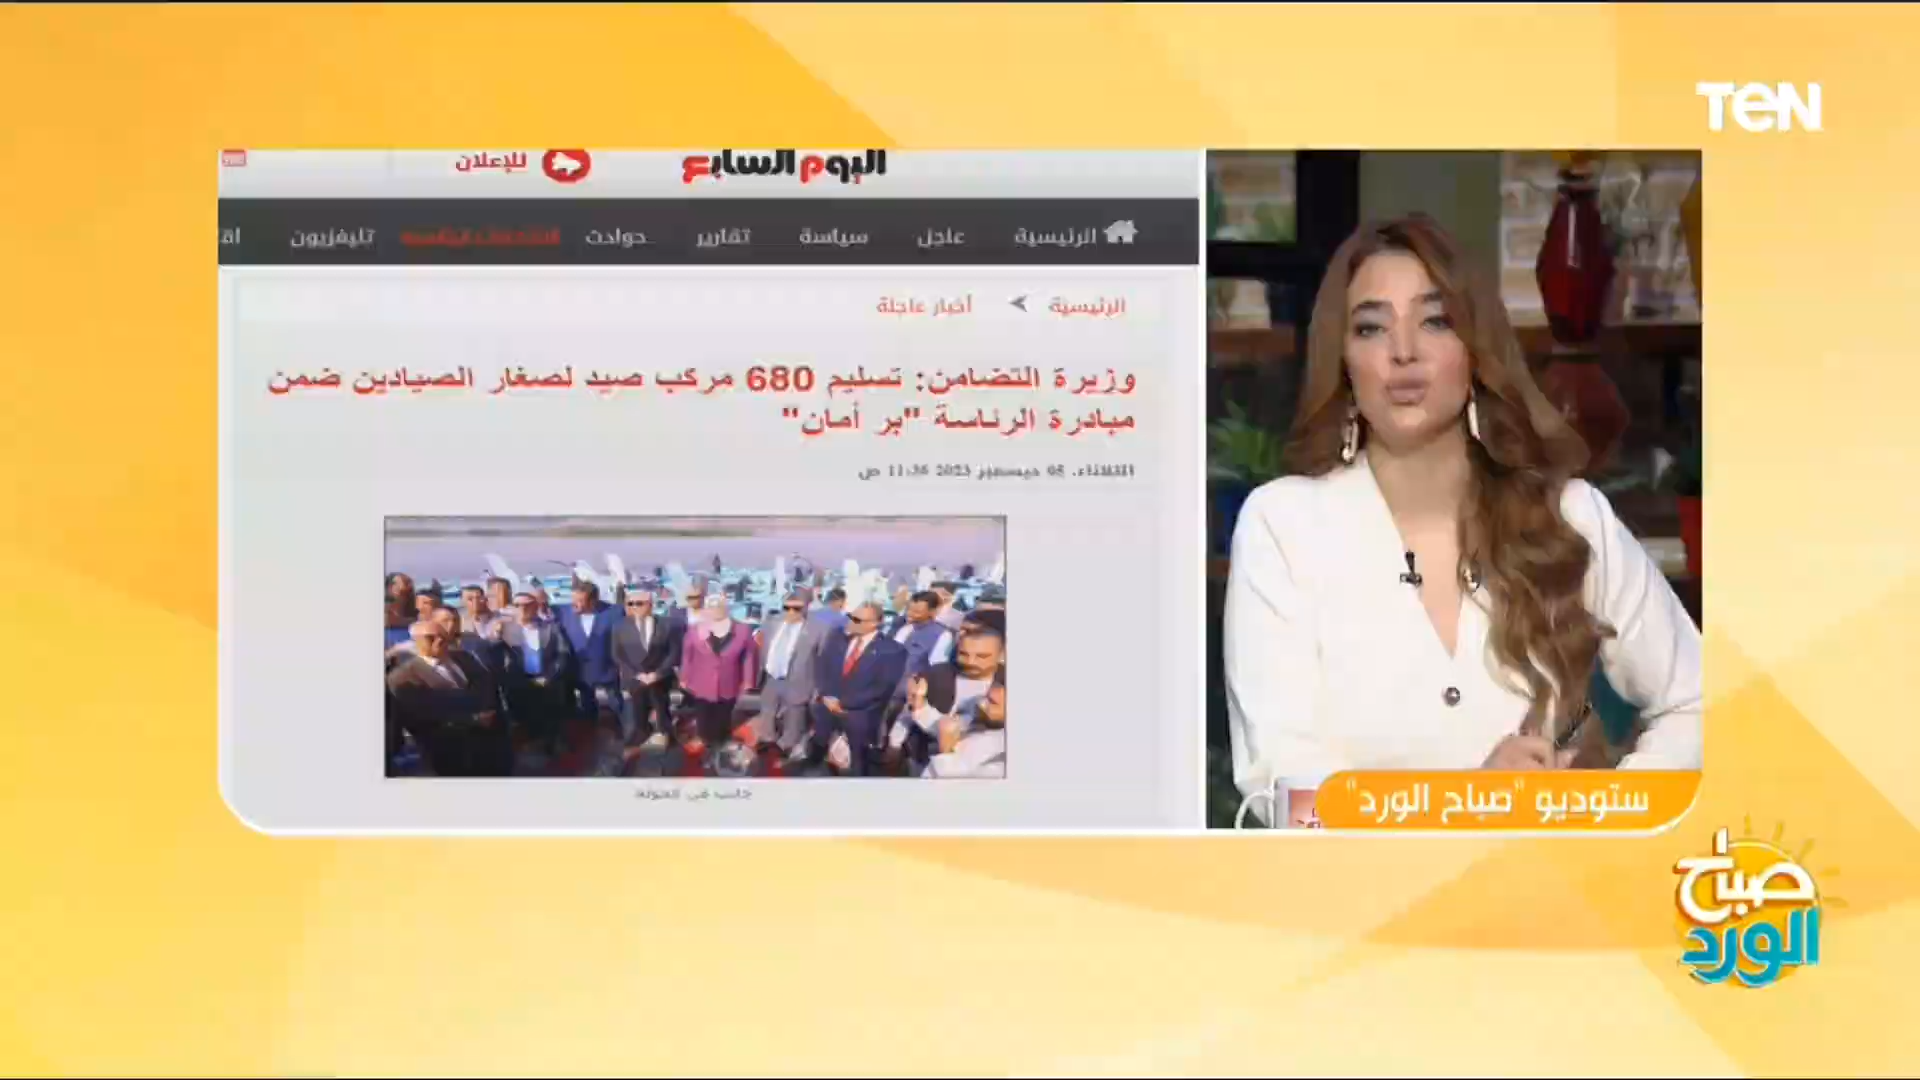 TEN
اليوم السابع
للإعلان
الرئيسية عاجل سياسة تقارير حوادث تليفزيون
الرئيسية أخبار عاجلة
وزيرة التضامن: تسليم 680 مركب صيد لصغار الصيادين ضمن
مبادرة الرئاسة "بر أمان"
الثلاثاء، 05 ديسمبر 2023 11:36 ص
ستوديو "صباح الورد"
صباح
الورد